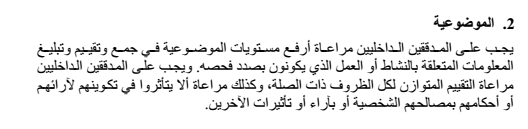 2. الموضوعية
يجب على المدققين الداخليين مراعاة أرفع مستويات الموضوعية في جمع وتقييم وتبليغ
المعلومات المتعلقة بالنشاط أو العمل الذي يكونون بصدد فحصه. ويجب على المدققين الداخليين
مراعاة التقييم المتوازن لكل الظروف ذات الصلة، وكذلك مراعاة ألا يتأثروا في تكوينهم لآرائهم
أو أحكامهم بمصالحهم الشخصية أو بآراء أو تأثيرات الآخرين.